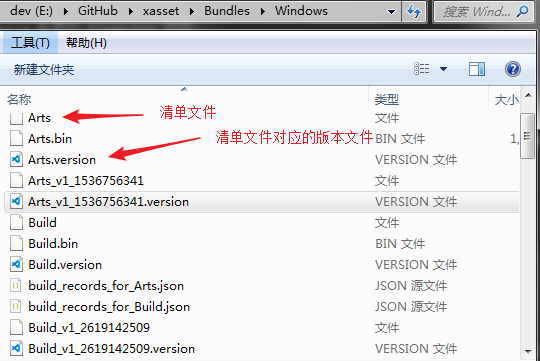 dev (E:) ▸ GitHub ▸ xasset ▸ Bundles ▸ Windows
搜索 Wind...
工具(T) 帮助(H)
新建文件夹
名称 类型 大小
Arts 清单文件 文件
Arts.bin BIN 文件 1,
清单文件对应的版本文件
Arts.version VERSION 文件
Arts_v1_1536756341 文件
Arts_v1_1536756341.version VERSION 文件
Build 文件
Build.bin BIN 文件
Build.version VERSION 文件
build_records_for_Arts.json JSON 源文件
build_records_for_Build.json JSON 源文件
Build_v1_2619142509 文件
Build_v1_2619142509.version VERSION 文件